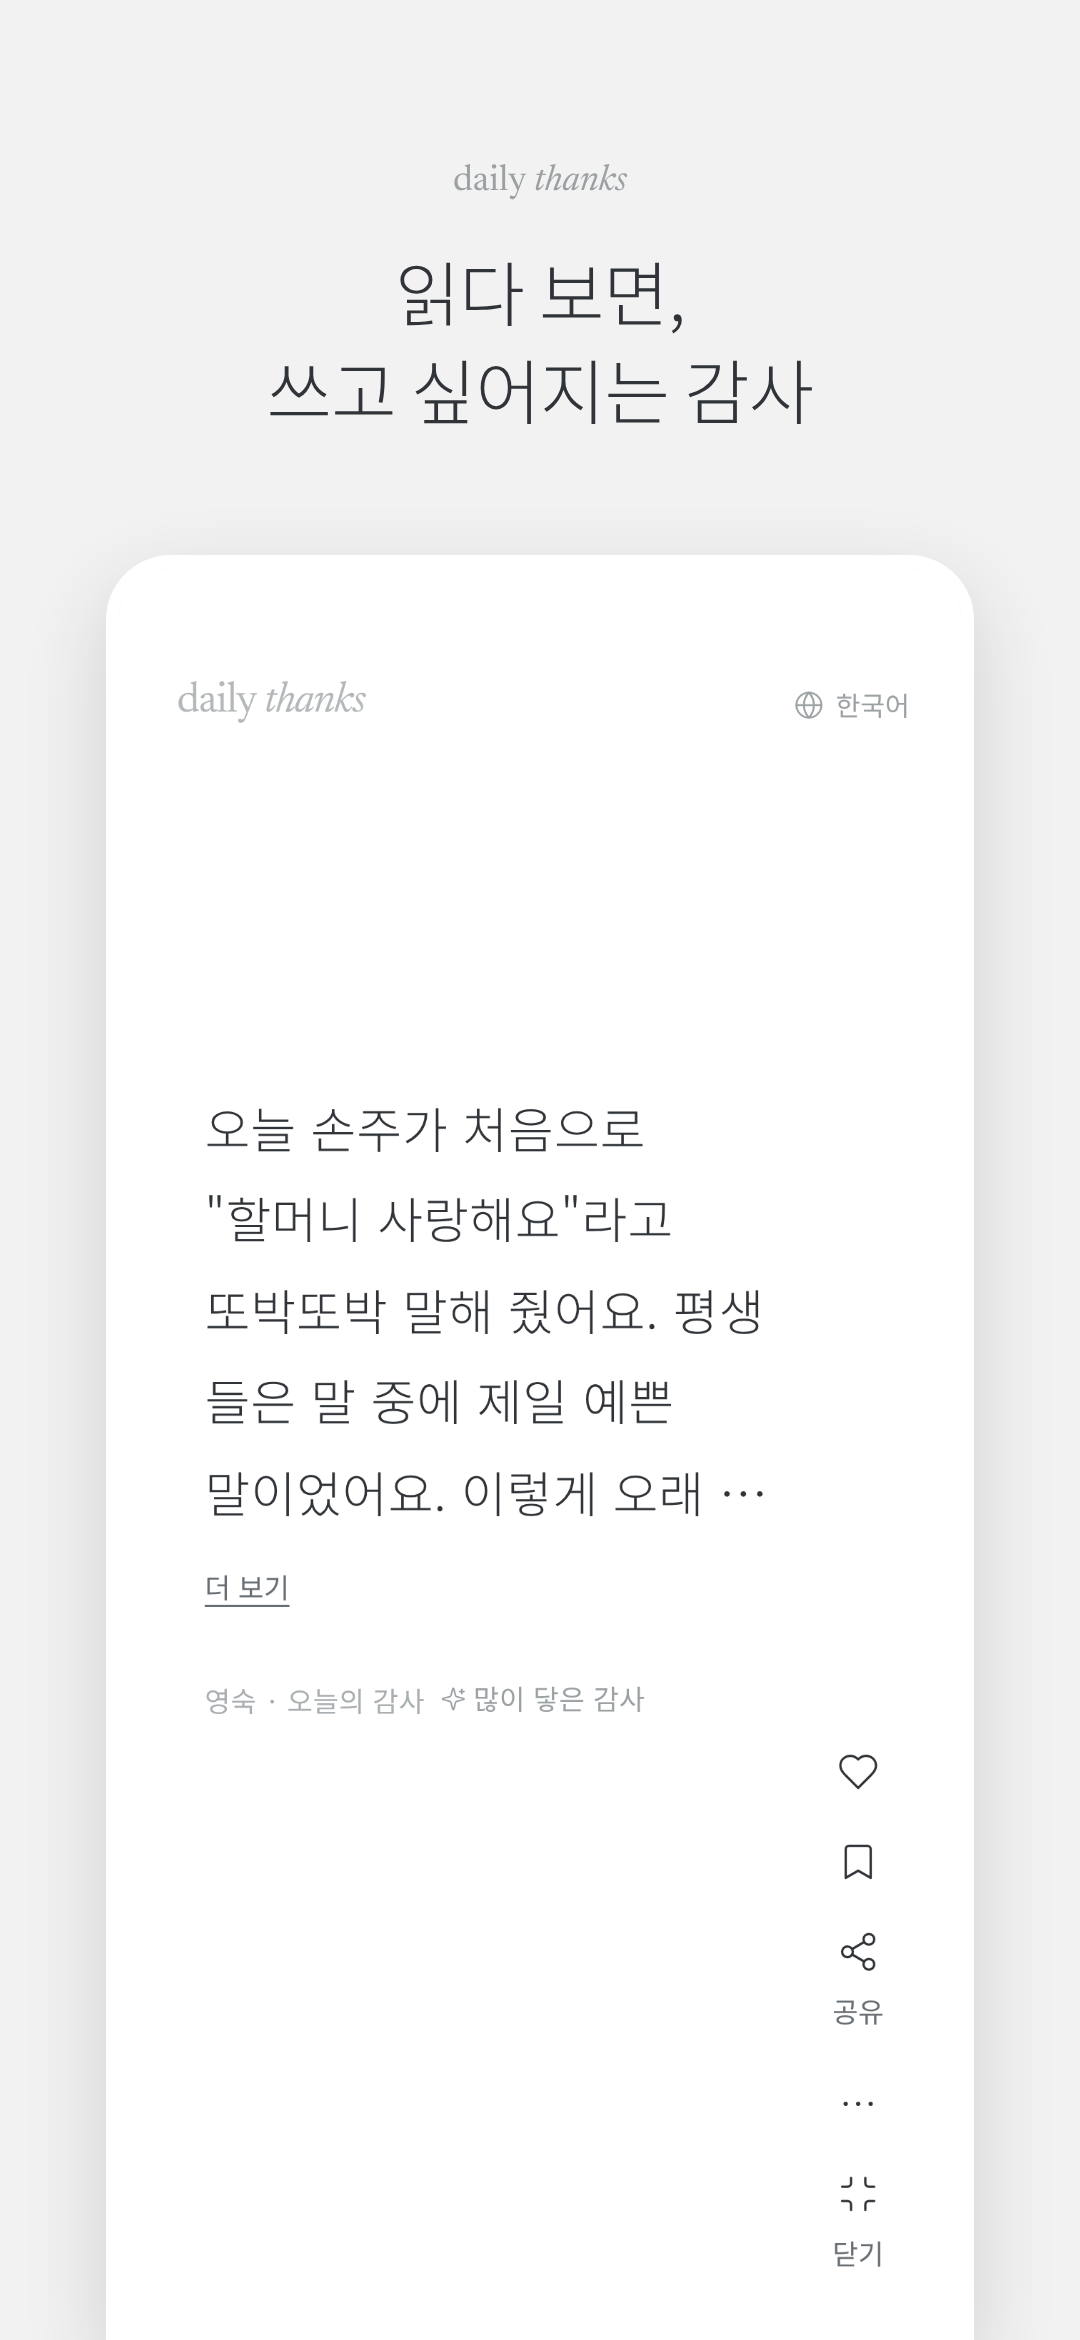 daily thanks
읽다 보면,
쓰고 싶어지는 감사
daily thanks
한국어
오늘 손주가 처음으로
"할머니 사랑해요"라고
또박또박 말해 줬어요. 평생
들은 말 중에 제일 예쁜
말이었어요. 이렇게 오래 …
더 보기
영숙 · 오늘의 감사 많이 닿은 감사
공유
닫기